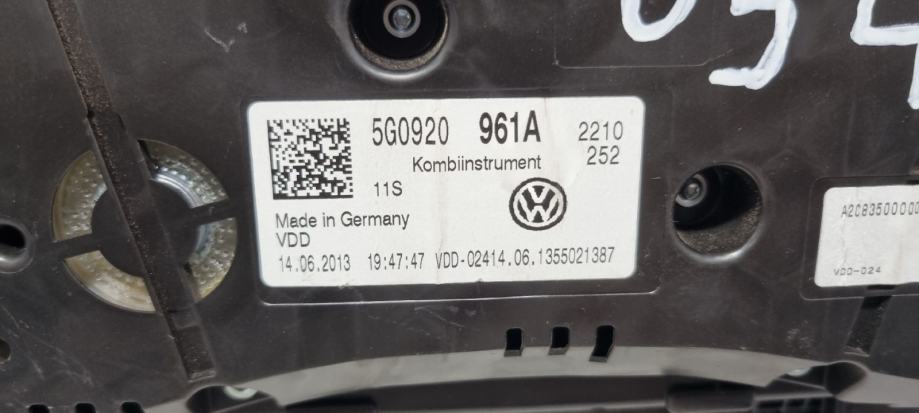 5G0920 961A 2210
Kombiinstrument 252
11S
Made in Germany
VDD
14.06.2013 19:47:47 VDD-02414.06.1355021387
A2C83500000
VDD-024